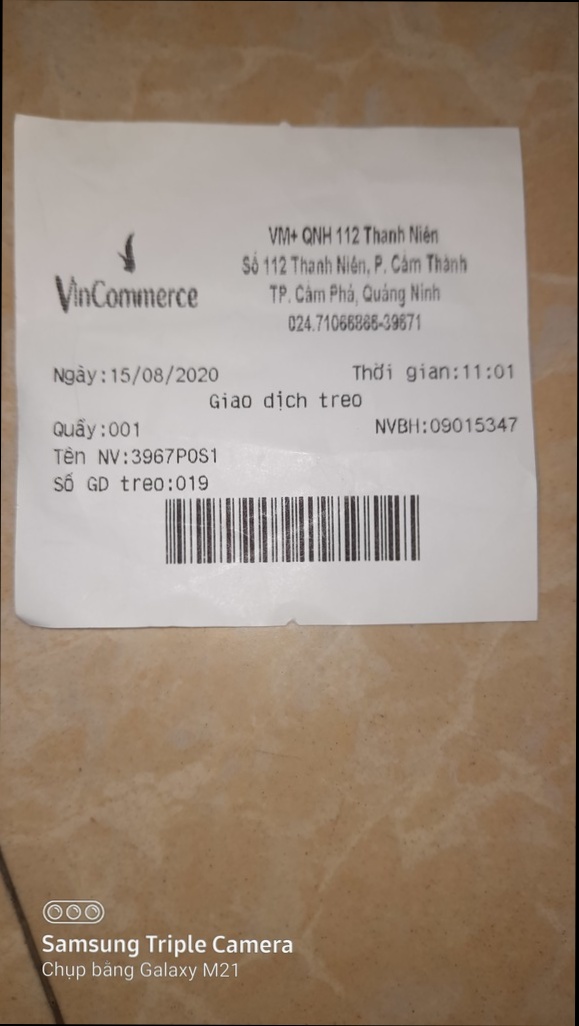 VinCommerce
VM+ QNH 112 Thanh Niên
Số 112 Thanh Niên, P. Cẩm Thành
TP. Cẩm Phả, Quảng Ninh
024.71066866-39671
Ngày:15/08/2020 Thời gian:11:01
Giao dịch treo
Quầy:001 NVBH:09015347
Tên NV:3967POS1
Số GD treo:019
Samsung Triple Camera
Chụp bằng Galaxy M21